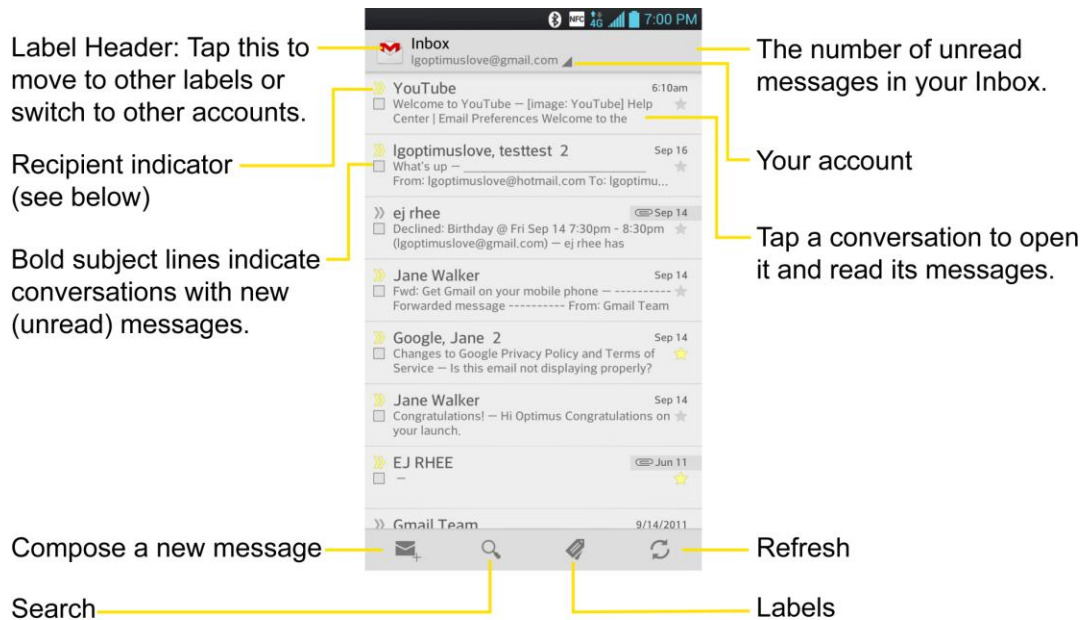 Label Header: Tap this to
move to other labels or
switch to other accounts.
Recipient indicator
(see below)
Bold subject lines indicate
conversations with new
(unread) messages.
Compose a new message
Search
NFC 4G 7:00 PM
Inbox
lgoptimuslove@gmail.com
YouTube 6:10am
Welcome to YouTube – [image: YouTube] Help
Center | Email Preferences Welcome to the
lgoptimuslove, testtest 2 Sep 16
What's up – ______________________
From: lgoptimuslove@hotmail.com To: lgoptimu...
ej rhee Sep 14
Declined: Birthday @ Fri Sep 14 7:30pm - 8:30pm
(lgoptimuslove@gmail.com) – ej rhee has
Jane Walker Sep 14
Fwd: Get Gmail on your mobile phone – ----------
Forwarded message ---------- From: Gmail Team
Google, Jane 2 Sep 14
Changes to Google Privacy Policy and Terms of
Service – Is this email not displaying properly?
Jane Walker Sep 14
Congratulations! – Hi Optimus Congratulations on
your launch.
EJ RHEE Jun 11
–
Gmail Team 9/14/2011
The number of unread
messages in your Inbox.
Your account
Tap a conversation to open
it and read its messages.
Refresh
Labels